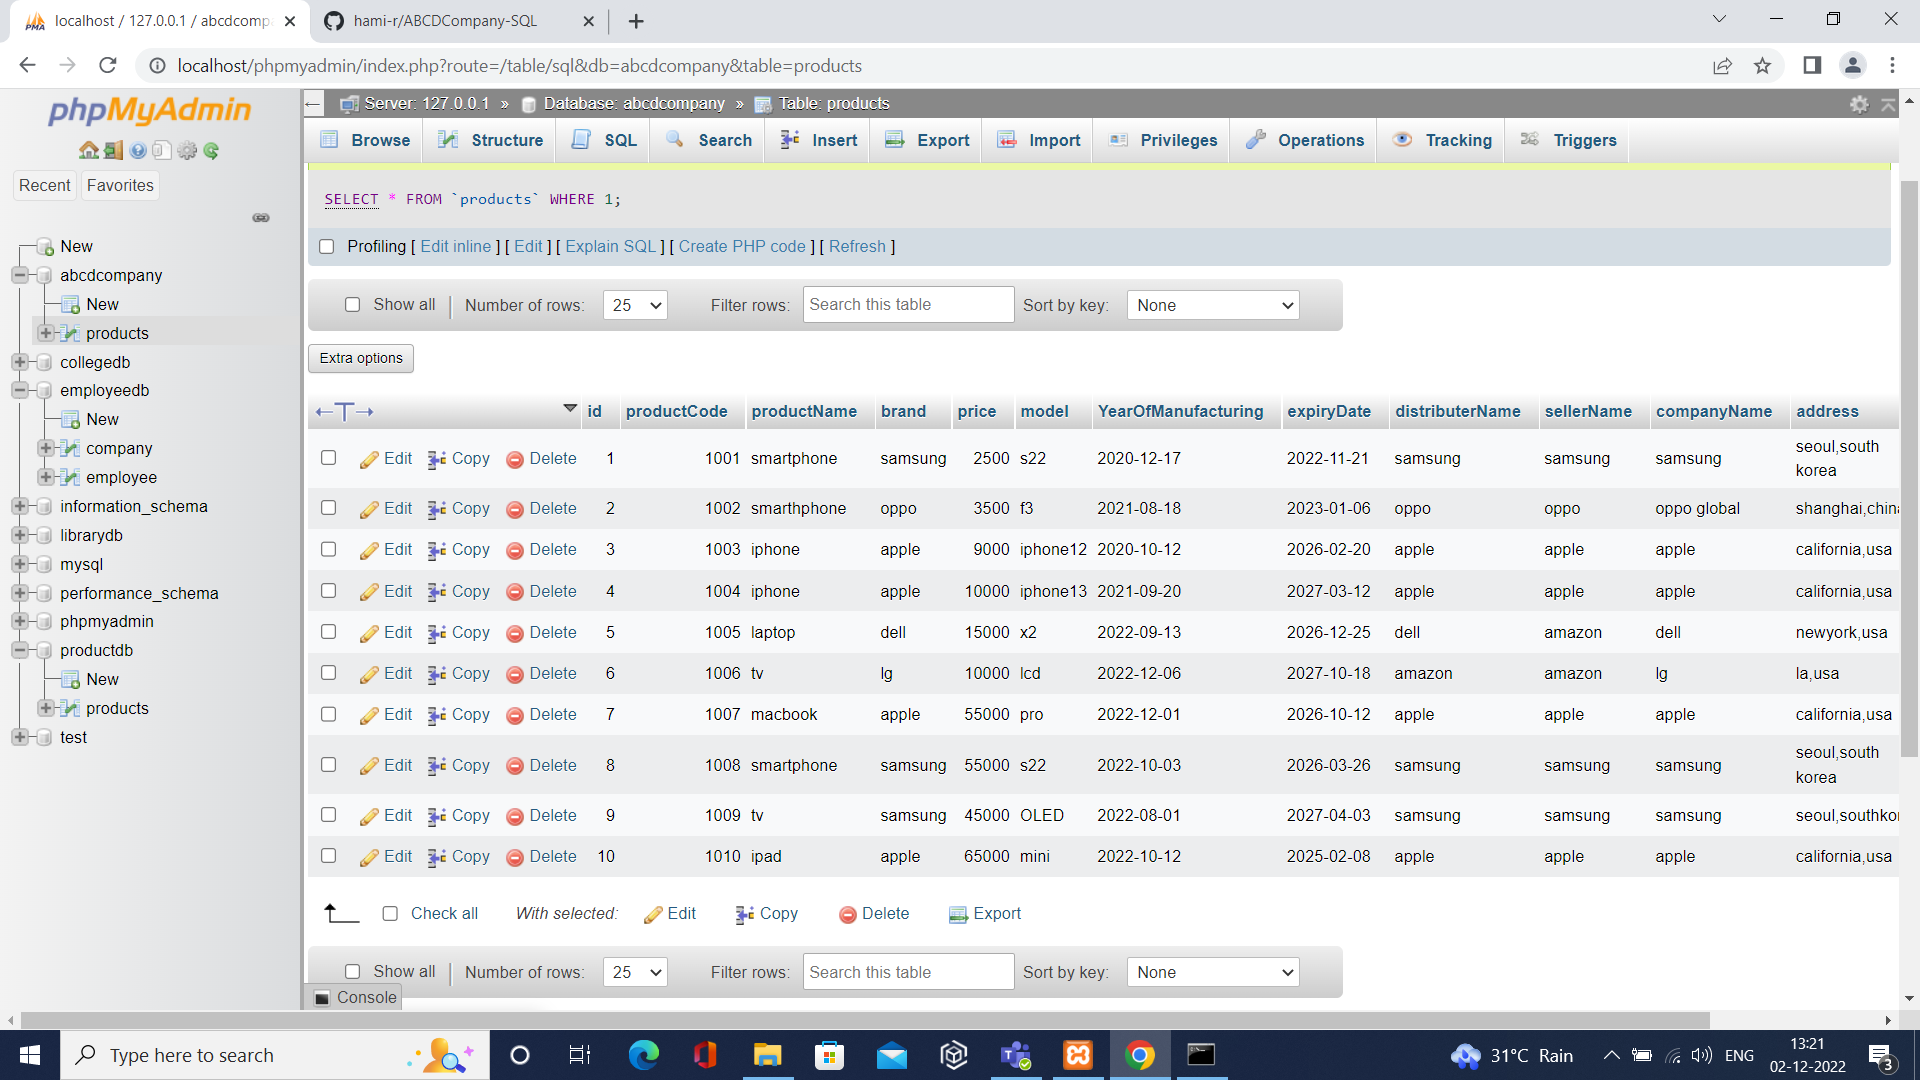 localhost / 127.0.0.1 / abcdcomp
hami-r/ABCDCompany-SQL
localhost/phpmyadmin/index.php?route=/table/sql&db=abcdcompany&table=products
phpMyAdmin
Recent Favorites
New
abcdcompany
New
products
collegedb
employeedb
New
company
employee
information_schema
librarydb
mysql
performance_schema
phpmyadmin
productdb
New
products
test
Server: 127.0.0.1 » Database: abcdcompany » Table: products
Browse Structure SQL Search Insert Export Import Privileges Operations Tracking Triggers
SELECT * FROM `products` WHERE 1;
Profiling [ Edit inline ] [ Edit ] [ Explain SQL ] [ Create PHP code ] [ Refresh ]
Show all | Number of rows: 25 Filter rows: Search this table Sort by key: None
Extra options
id productCode productName brand price model YearOfManufacturing expiryDate distributerName sellerName companyName address
Edit Copy Delete 1 1001 smartphone samsung 2500 s22 2020-12-17 2022-11-21 samsung samsung samsung seoul,south
korea
Edit Copy Delete 2 1002 smarthphone oppo 3500 f3 2021-08-18 2023-01-06 oppo oppo oppo global shanghai,china
Edit Copy Delete 3 1003 iphone apple 9000 iphone12 2020-10-12 2026-02-20 apple apple apple california,usa
Edit Copy Delete 4 1004 iphone apple 10000 iphone13 2021-09-20 2027-03-12 apple apple apple california,usa
Edit Copy Delete 5 1005 laptop dell 15000 x2 2022-09-13 2026-12-25 dell amazon dell newyork,usa
Edit Copy Delete 6 1006 tv lg 10000 lcd 2022-12-06 2027-10-18 amazon amazon lg la,usa
Edit Copy Delete 7 1007 macbook apple 55000 pro 2022-12-01 2026-10-12 apple apple apple california,usa
Edit Copy Delete 8 1008 smartphone samsung 55000 s22 2022-10-03 2026-03-26 samsung samsung samsung seoul,south
korea
Edit Copy Delete 9 1009 tv samsung 45000 OLED 2022-08-01 2027-04-03 samsung samsung samsung seoul,southko
Edit Copy Delete 10 1010 ipad apple 65000 mini 2022-10-12 2025-02-08 apple apple apple california,usa
Check all With selected: Edit Copy Delete Export
Show all | Number of rows: 25 Filter rows: Search this table Sort by key: None
Console
Type here to search
31°C Rain
ENG
13:21
02-12-2022
3